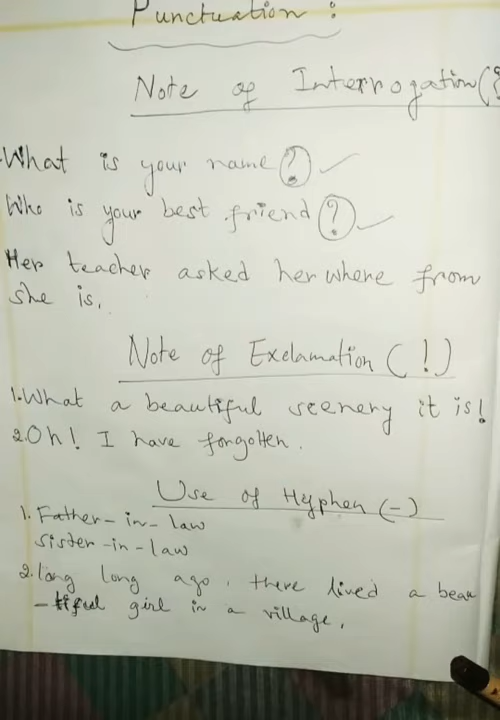 Punctuation :
Note of Interrogation (?
What is your name ?
Who is your best friend ?
Her teacher asked her where from
she is.
Note of Exclamation ( ! )
1. What a beautiful scenery it is!
2. Oh! I have forgotten.
Use of Hyphen (-)
1. Father-in-law
Sister-in-law
2. long long ago, there lived a beau
-tiful girl in a village.